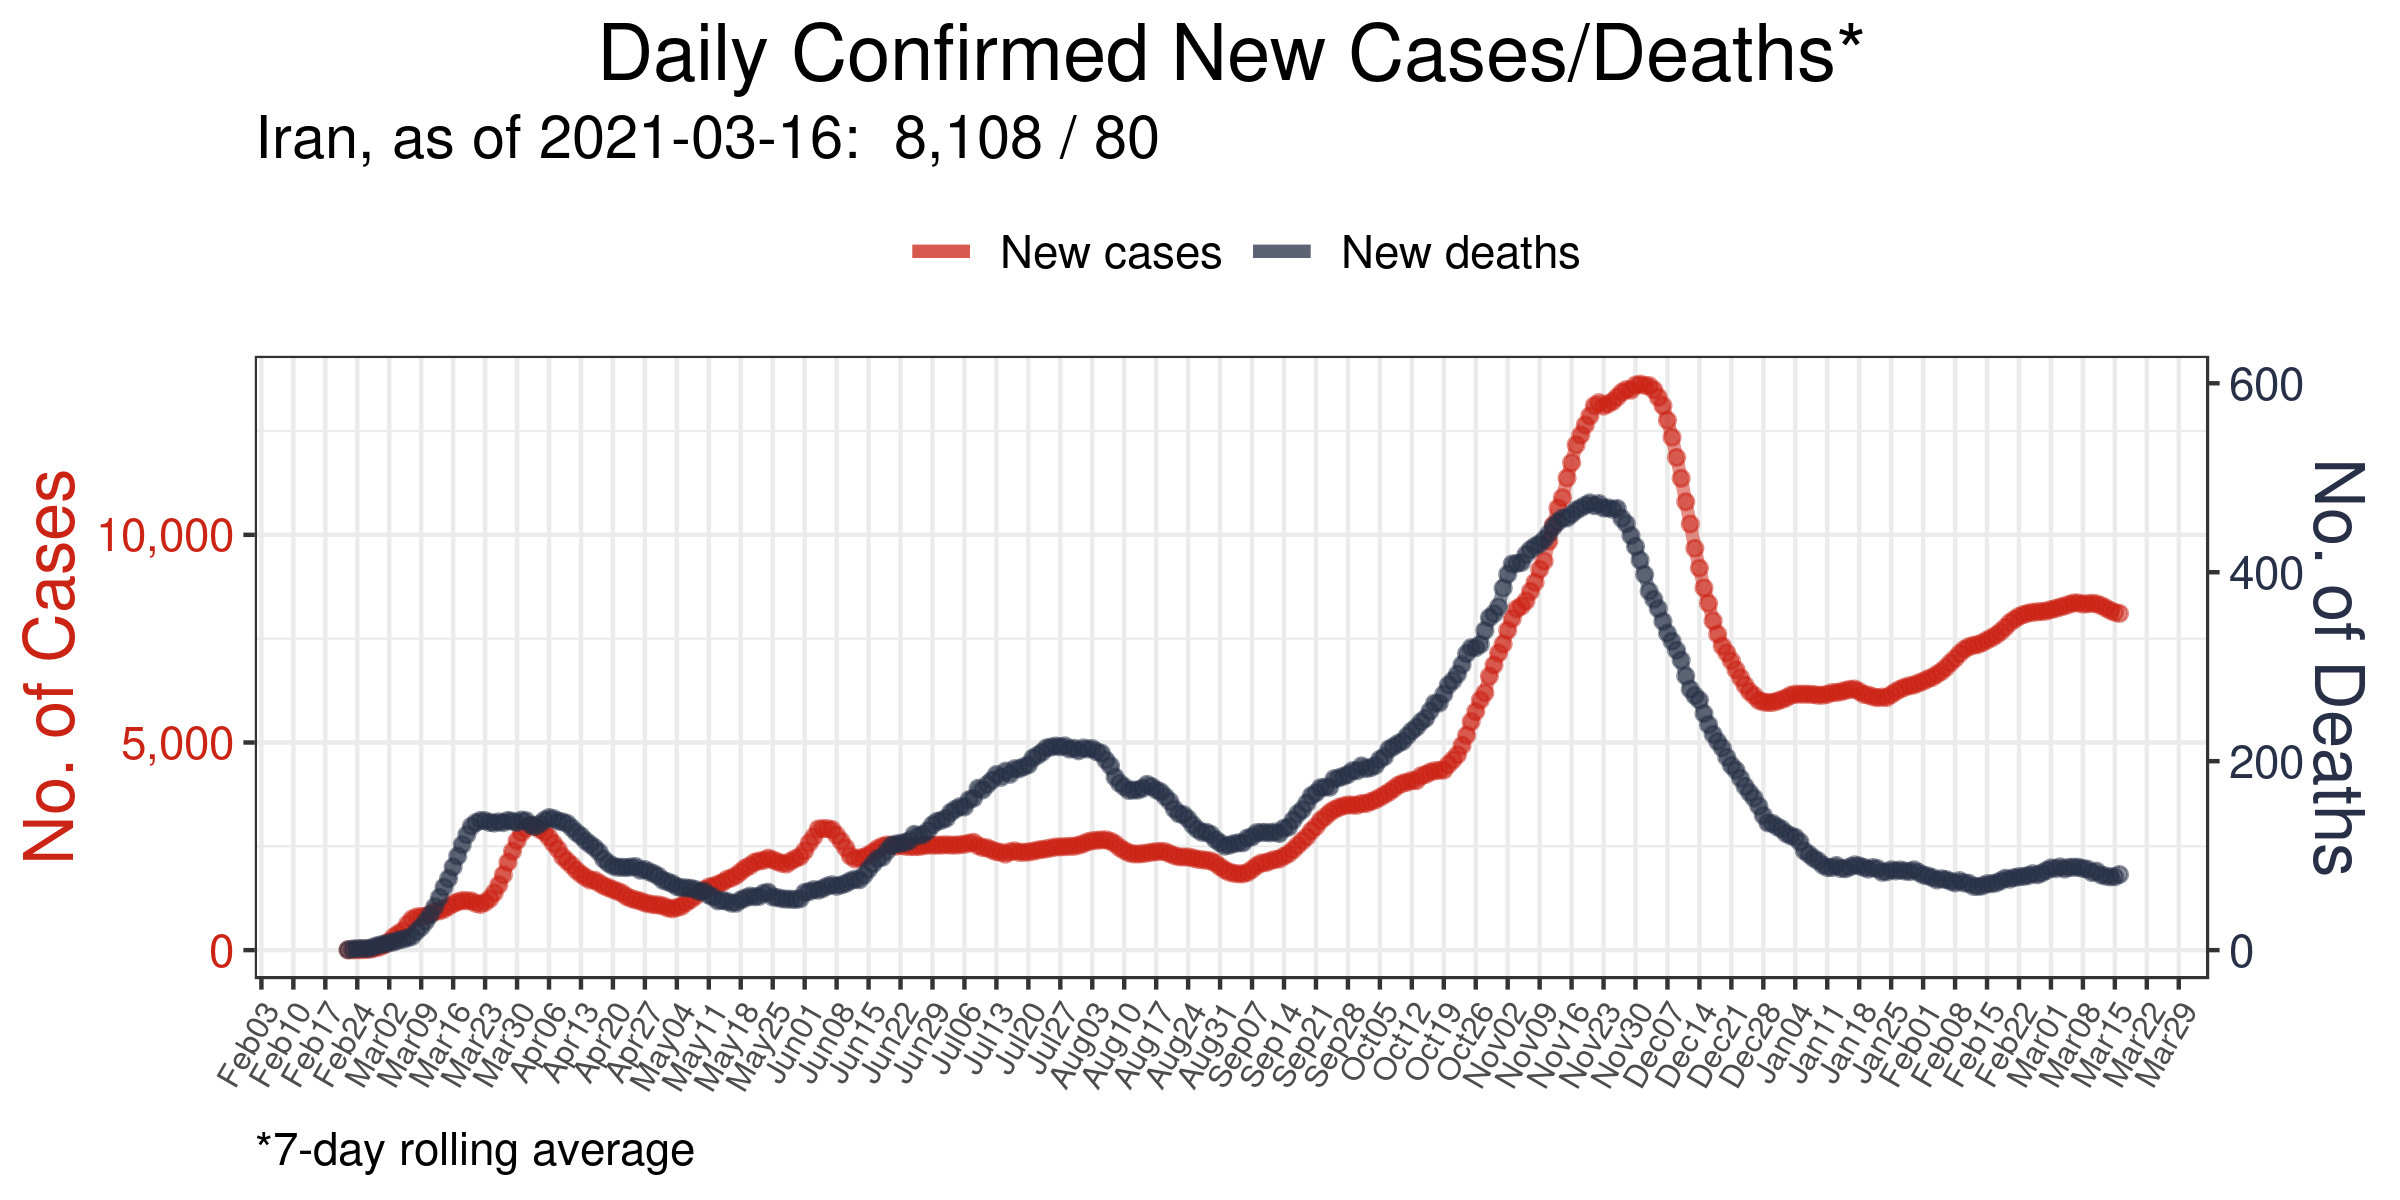 Daily Confirmed New Cases/Deaths*
Iran, as of 2021-03-16:  8,108 / 80
New cases
New deaths
No. of Cases
10,000
5,000
0
600
400
200
0
No. of Deaths
Feb03
Feb10
Feb17
Feb24
Mar02
Mar09
Mar16
Mar23
Mar30
Apr06
Apr13
Apr20
Apr27
May04
May11
May18
May25
Jun01
Jun08
Jun15
Jun22
Jun29
Jul06
Jul13
Jul20
Jul27
Aug03
Aug10
Aug17
Aug24
Aug31
Sep07
Sep14
Sep21
Sep28
Oct05
Oct12
Oct19
Oct26
Nov02
Nov09
Nov16
Nov23
Nov30
Dec07
Dec14
Dec21
Dec28
Jan04
Jan11
Jan18
Jan25
Feb01
Feb08
Feb15
Feb22
Mar01
Mar08
Mar15
Mar22
Mar29
*7-day rolling average